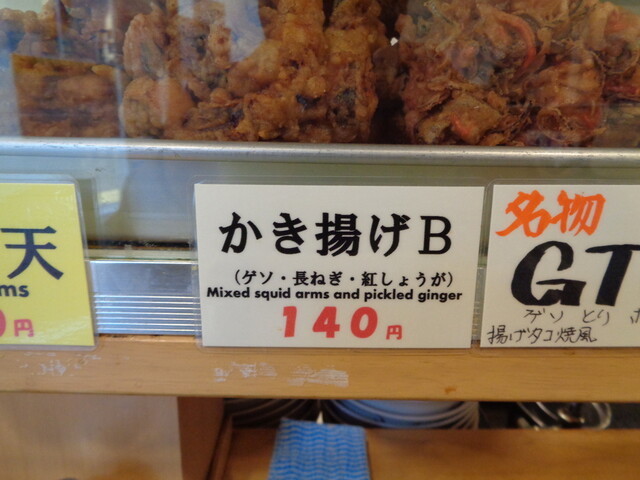 天
ms
0円
かき揚げB
（ゲソ・長ねぎ・紅しょうが）
Mixed squid arms and pickled ginger
140円
名物
GT
ゲソ とり
揚げタコ焼風